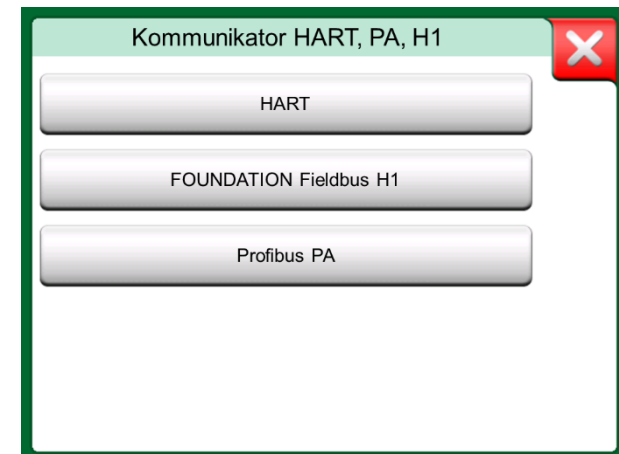 Kommunikator HART, PA, H1
HART
FOUNDATION Fieldbus H1
Profibus PA